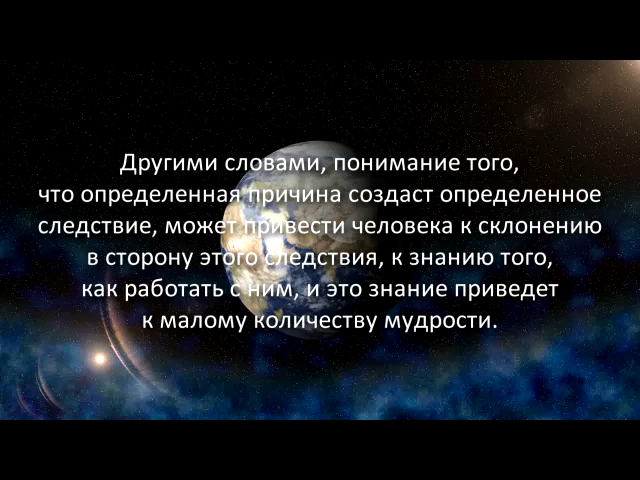 Другими словами, понимание того,
что определенная причина создаст определенное
следствие, может привести человека к склонению
в сторону этого следствия, к знанию того,
как работать с ним, и это знание приведет
к малому количеству мудрости.